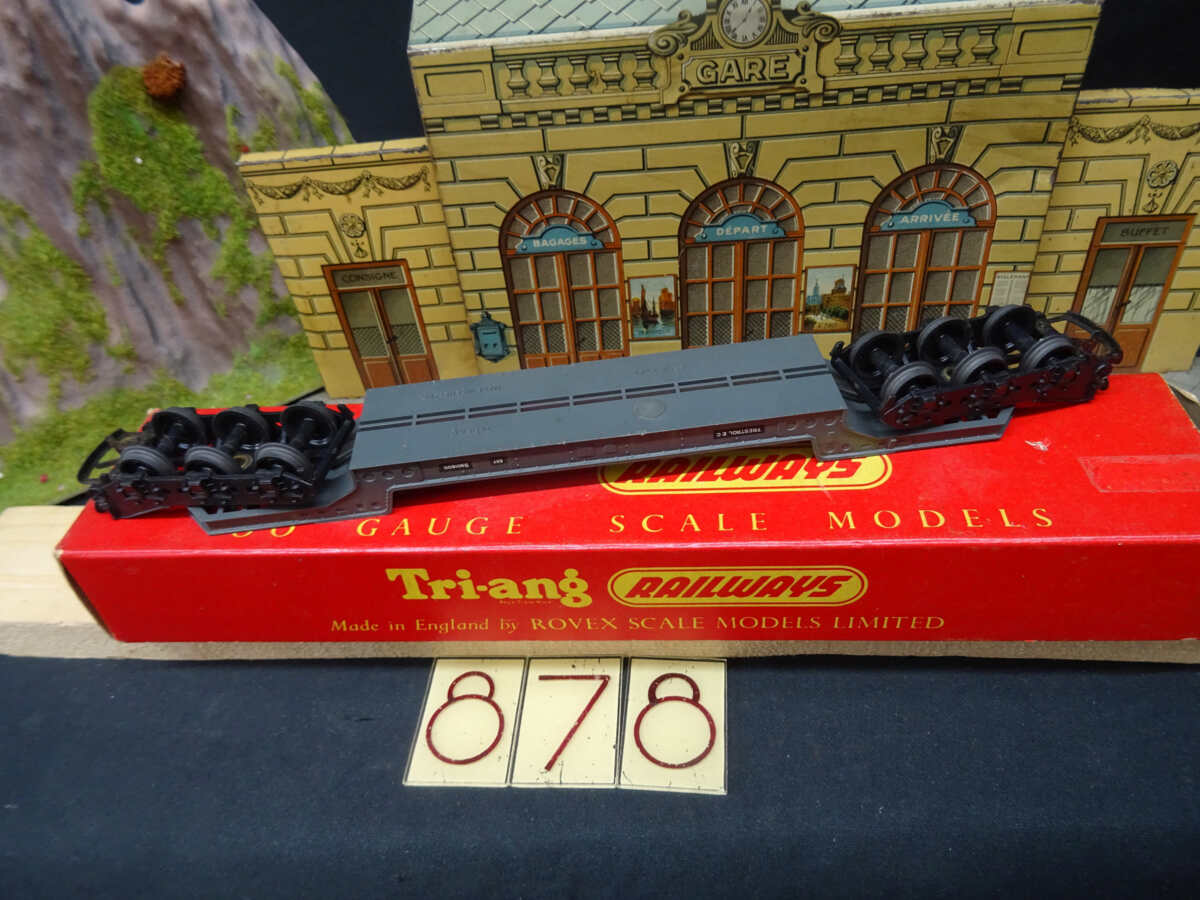 GARE
BAGAGES
DÉPART
ARRIVÉE
CONSIGNE
BUFFET
TRESTROL E C
RAILWAYS
GAUGE SCALE MODELS
Tri-ang RAILWAYS
Made in England by ROVEX SCALE MODELS LIMITED
878